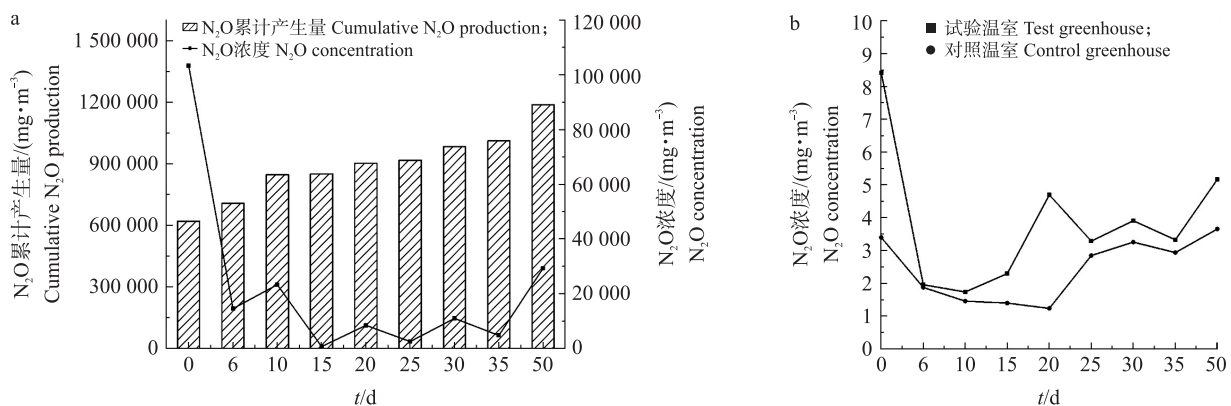 a
N₂O累计产生量/(mg·m⁻³)
Cumulative N₂O production
1 500 000
1200 000
900 000
600 000
300 000
0
N₂O累计产生量 Cumulative N₂O production；
N₂O浓度 N₂O concentration
120 000
100 000
80 000
60 000
40 000
20 000
0
N₂O浓度/(mg·m⁻³)
N₂O concentration
0 6 10 15 20 25 30 35 50
t/d
b
N₂O浓度/(mg·m⁻³)
N₂O concentration
10
9
8
7
6
5
4
3
2
1
0
试验温室 Test greenhouse；
对照温室 Control greenhouse
0 6 10 15 20 25 30 35 50
t/d